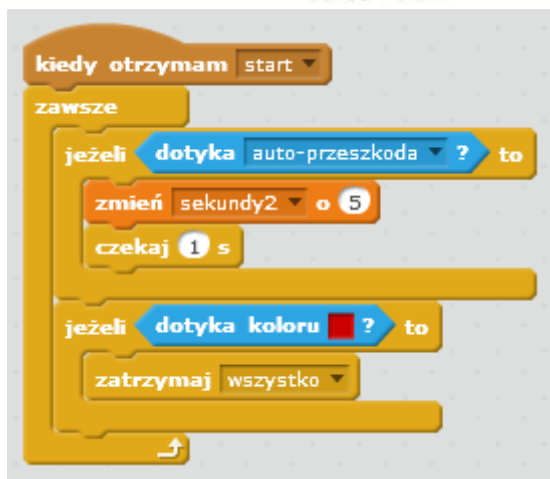 kiedy otrzymam start
zawsze
jeżeli dotyka auto-przeszkoda ? to
zmień sekundy2 o 5
czekaj 1 s
jeżeli dotyka koloru ? to
zatrzymaj wszystko